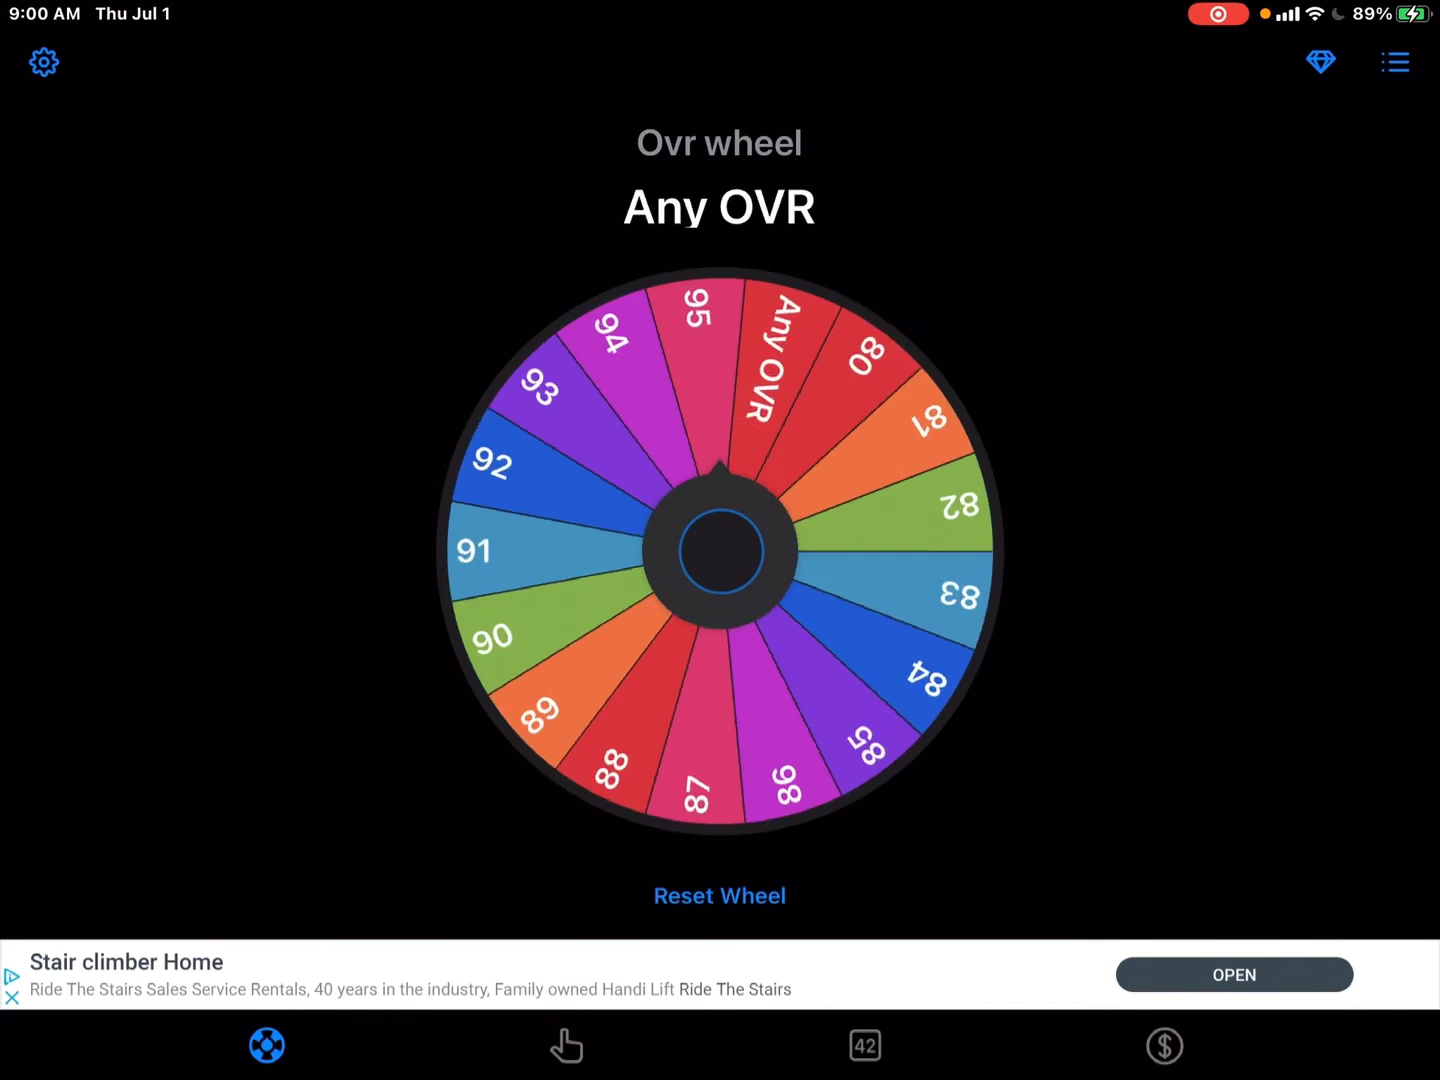 9:00 AM Thu Jul 1
89%
Ovr wheel
Any OVR
95
Any OVR
80
81
82
83
84
85
86
87
88
89
90
91
92
93
94
Reset Wheel
Stair climber Home
Ride The Stairs Sales Service Rentals, 40 years in the industry, Family owned Handi Lift Ride The Stairs
OPEN
42
$